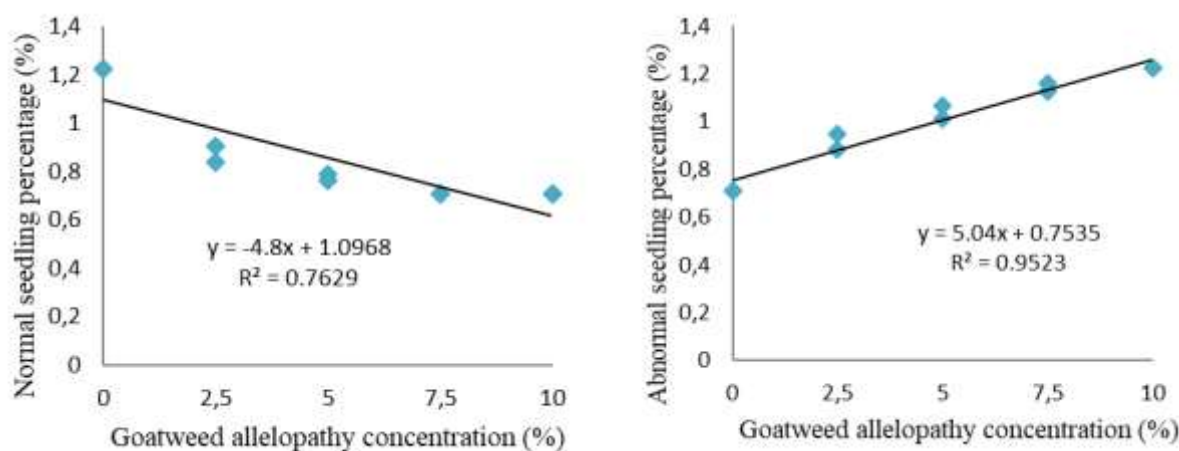 Normal seedling percentage (%)
1,4
1,2
1
0,8
0,6
0,4
0,2
0
y = -4.8x + 1.0968
R² = 0.7629
0 2,5 5 7,5 10
Goatweed allelopathy concentration (%)
Abnormal seedling percentage (%)
1,4
1,2
1
0,8
0,6
0,4
0,2
0
y = 5.04x + 0.7535
R² = 0.9523
0 2,5 5 7,5 10
Goatweed allelopathy concentration (%)